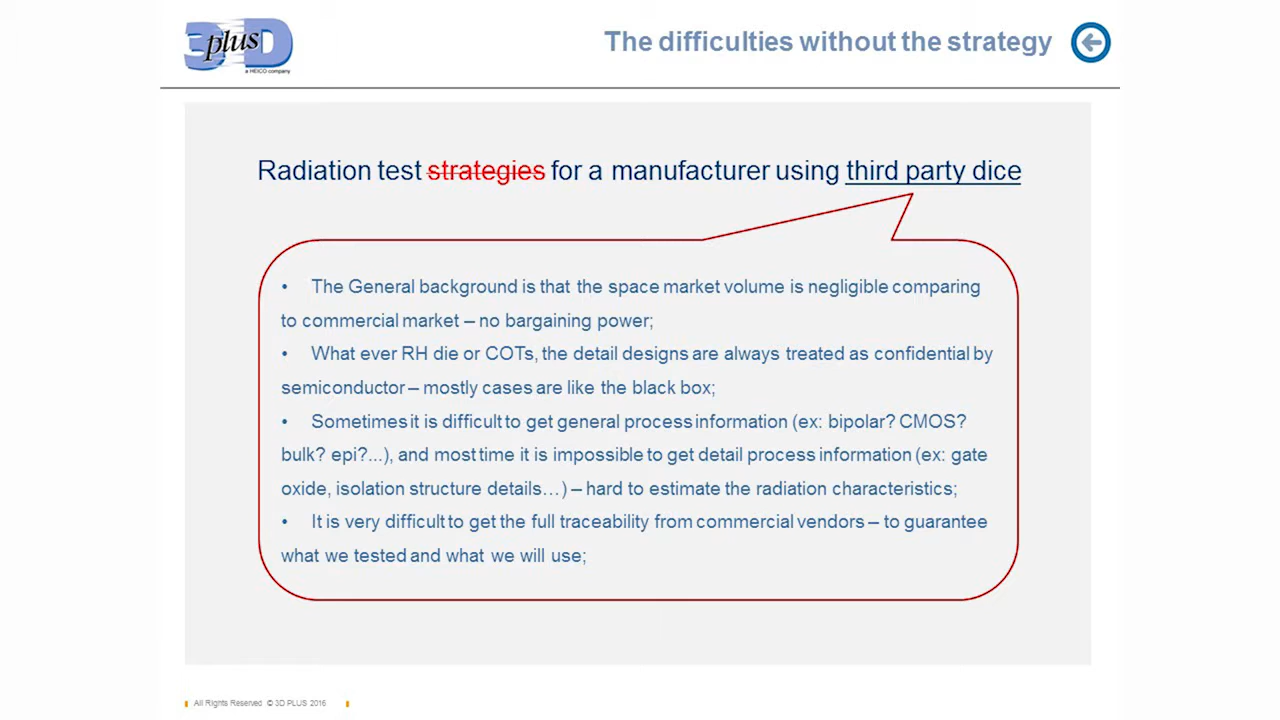 3 plus D
a HEICO company
The difficulties without the strategy
Radiation test strategies for a manufacturer using third party dice
• The General background is that the space market volume is negligible comparing
to commercial market – no bargaining power;
• What ever RH die or COTs, the detail designs are always treated as confidential by
semiconductor – mostly cases are like the black box;
• Sometimes it is difficult to get general process information (ex: bipolar? CMOS?
bulk? epi?...), and most time it is impossible to get detail process information (ex: gate
oxide, isolation structure details…) – hard to estimate the radiation characteristics;
• It is very difficult to get the full traceability from commercial vendors – to guarantee
what we tested and what we will use;
All Rights Reserved © 3D PLUS 2016